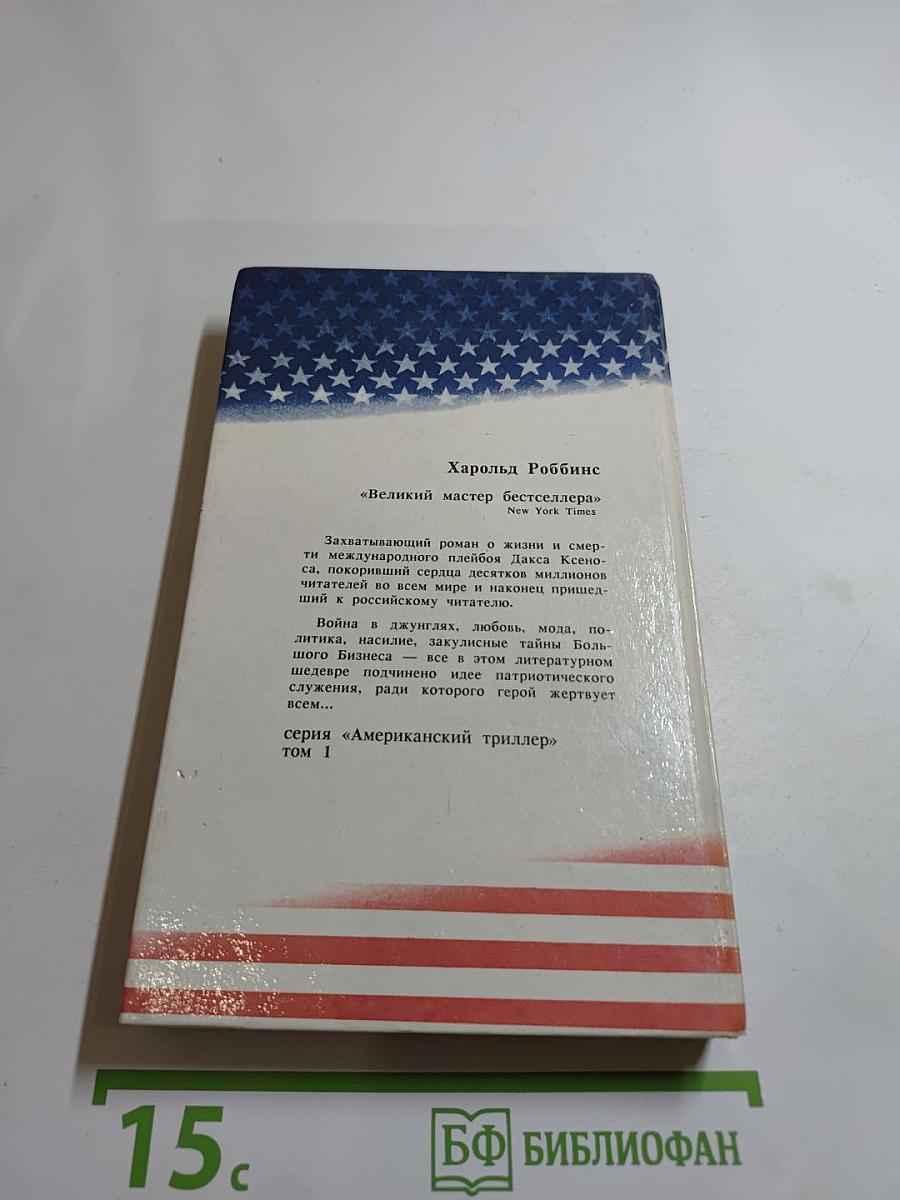 Харольд Роббинс
«Великий мастер бестселлера»
New York Times
Захватывающий роман о жизни и смер-
ти международного плейбоя Дакса Ксено-
са, покоривший сердца десятков миллионов
читателей во всем мире и наконец пришед-
ший к российскому читателю.
Война в джунглях, любовь, мода, по-
литика, насилие, закулисные тайны Боль-
шого Бизнеса — все в этом литературном
шедевре подчинено идее патриотического
служения, ради которого герой жертвует
всем...
серия «Американский триллер»
том 1
15с
БФ БИБЛИОФАН